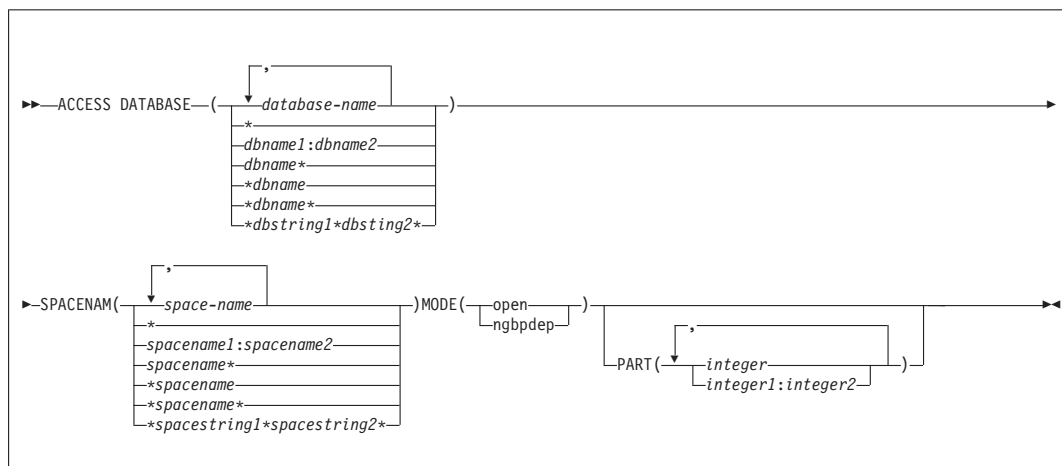 ,
ACCESS DATABASE (database-name)
*
dbname1:dbname2
dbname*
*dbname
*dbname*
*dbstring1*dbsting2*
,
SPACENAM(space-name)MODE(open)
*
ngbpdep
spacename1:spacename2
,
spacename*
PART(integer)
*spacename
integer1:integer2
*spacename*
*spacestring1*spacestring2*